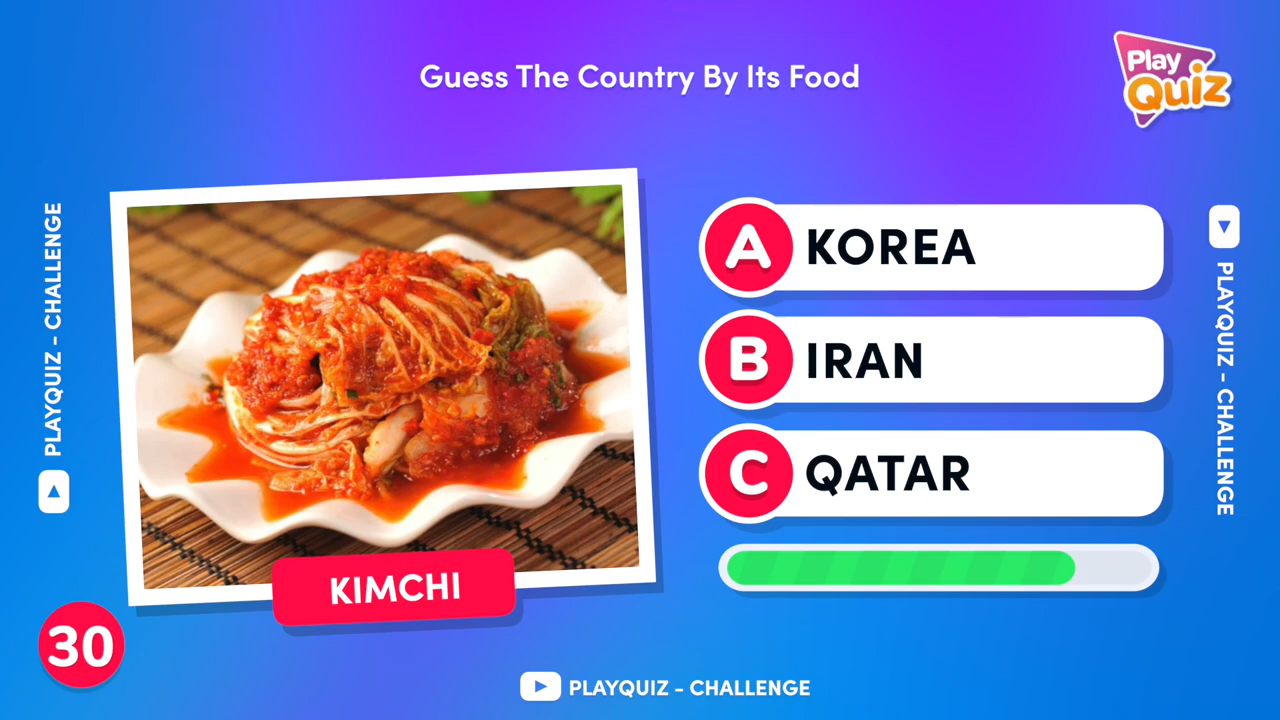 Guess The Country By Its Food
Play
Quiz
PLAYQUIZ - CHALLENGE
A KOREA
B IRAN
C QATAR
PLAYQUIZ - CHALLENGE
KIMCHI
30
PLAYQUIZ - CHALLENGE